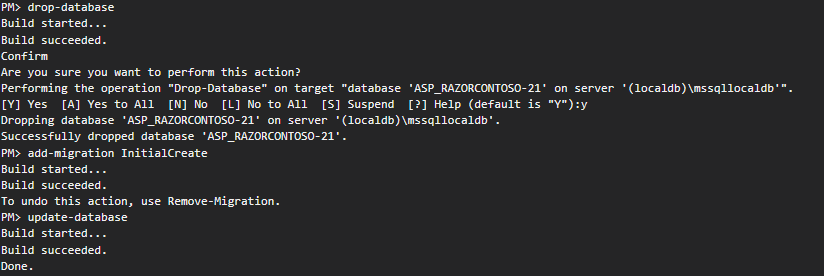 PM> drop-database
Build started...
Build succeeded.
Confirm
Are you sure you want to perform this action?
Performing the operation "Drop-Database" on target "database 'ASP_RAZORCONTOSO-21' on server '(localdb)\mssqllocaldb'".
[Y] Yes  [A] Yes to All  [N] No  [L] No to All  [S] Suspend  [?] Help (default is "Y"):y
Dropping database 'ASP_RAZORCONTOSO-21' on server '(localdb)\mssqllocaldb'.
Successfully dropped database 'ASP_RAZORCONTOSO-21'.
PM> add-migration InitialCreate
Build started...
Build succeeded.
To undo this action, use Remove-Migration.
PM> update-database
Build started...
Build succeeded.
Done.